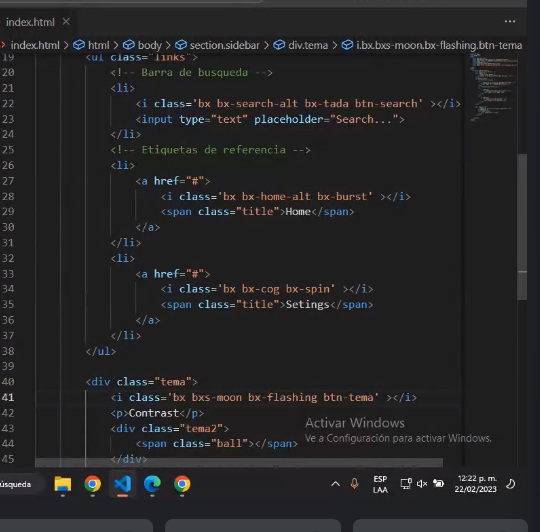 index.html
index.html > html > body > section.sidebar > div.tema > i.bx.bxs-moon.bx-flashing.btn-tema
19 <ul class="links">
20 <!-- Barra de busqueda -->
21 <li>
22 <i class='bx bx-search-alt bx-tada btn-search' ></i>
23 <input type="text" placeholder="Search...">
24 </li>
25 <!-- Etiquetas de referencia -->
26 <li>
27 <a href="#">
28 <i class='bx bx-home-alt bx-burst' ></i>
29 <span class="title">Home</span>
30 </a>
31 </li>
32 <li>
33 <a href="#">
34 <i class='bx bx-cog bx-spin' ></i>
35 <span class="title">Setings</span>
36 </a>
37 </li>
38 </ul>
39
40 <div class="tema">
41 <i class='bx bxs-moon bx-flashing btn-tema' ></i>
42 <p>Contrast</p>
43 <div class="tema2">
44 <span class="ball"></span>
45 </div>
Activar Windows
Ve a Configuración para activar Windows.
úsqueda
ESP
LAA
12:22 p. m.
22/02/2023